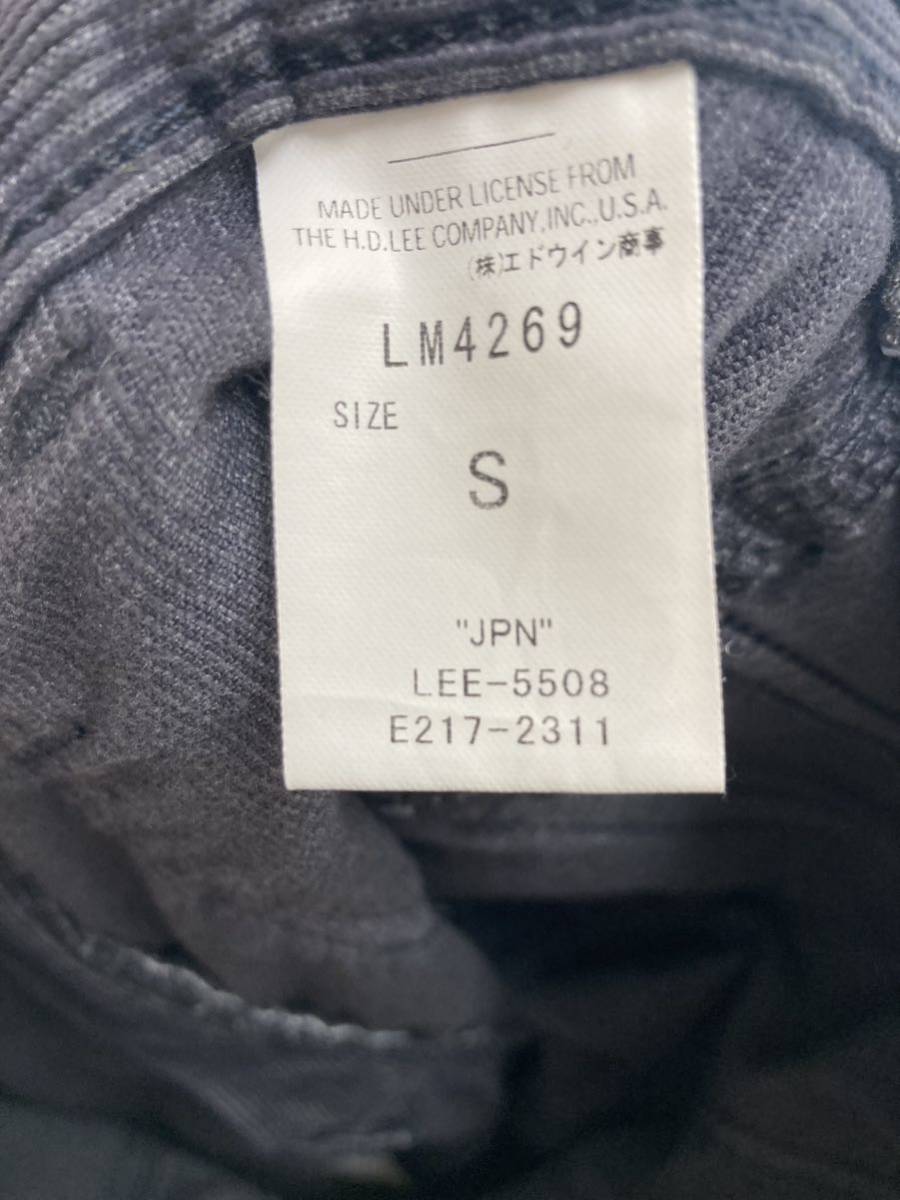 MADE UNDER LICENSE FROM
THE H.D.LEE COMPANY,INC.,U.S.A.
(株)エドウイン商事
LM4269
SIZE
S
"JPN"
LEE-5508
E217-2311